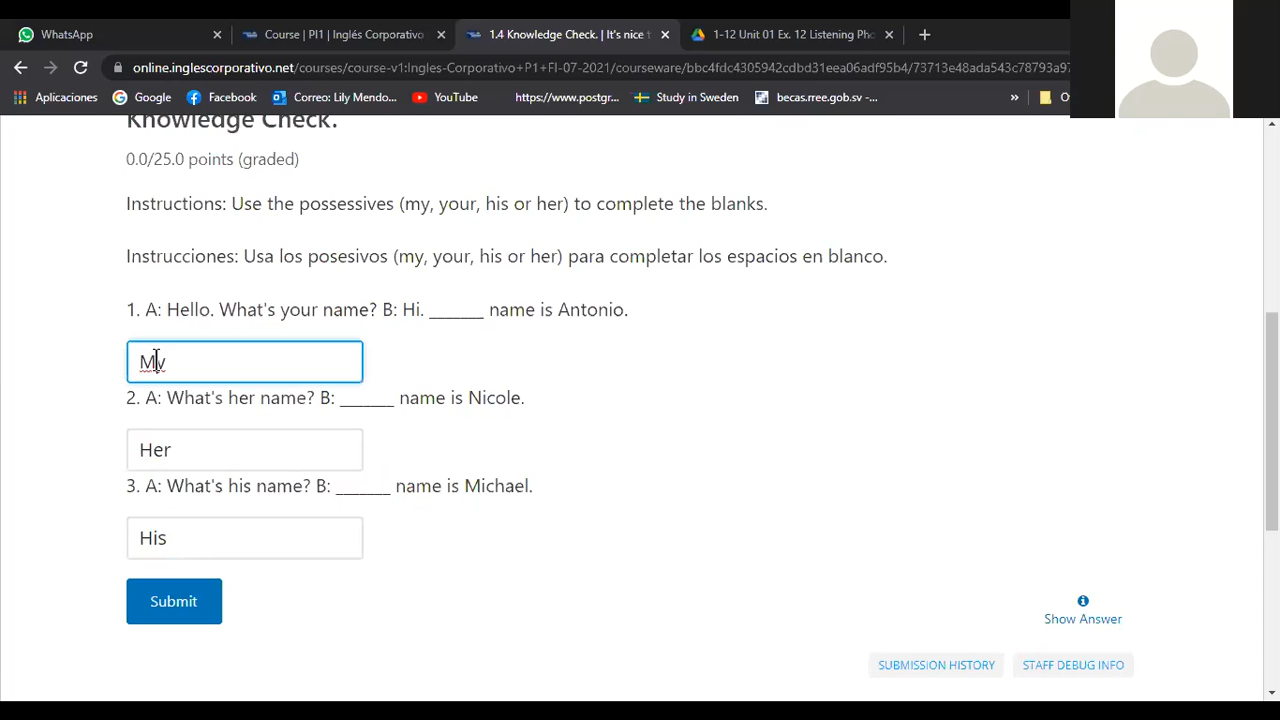 WhatsApp
Course | PI1 | Inglés Corporativo
1.4 Knowledge Check. | It's nice t
1-12 Unit 01 Ex. 12 Listening Pho
online.inglescorporativo.net/courses/course-v1:Ingles-Corporativo+P1+FI-07-2021/courseware/bbc4fdc4305942cdbd31eea06adf95b4/73713e48ada543c78793a97
Aplicaciones
Google
Facebook
Correo: Lily Mendo...
YouTube
https://www.postgr...
Study in Sweden
becas.rree.gob.sv -...
»
Knowledge Check.
0.0/25.0 points (graded)
Instructions: Use the possessives (my, your, his or her) to complete the blanks.
Instrucciones: Usa los posesivos (my, your, his or her) para completar los espacios en blanco.
1. A: Hello. What's your name? B: Hi. _______ name is Antonio.
My
2. A: What's her name? B: _______ name is Nicole.
Her
3. A: What's his name? B: _______ name is Michael.
His
Submit
Show Answer
SUBMISSION HISTORY
STAFF DEBUG INFO